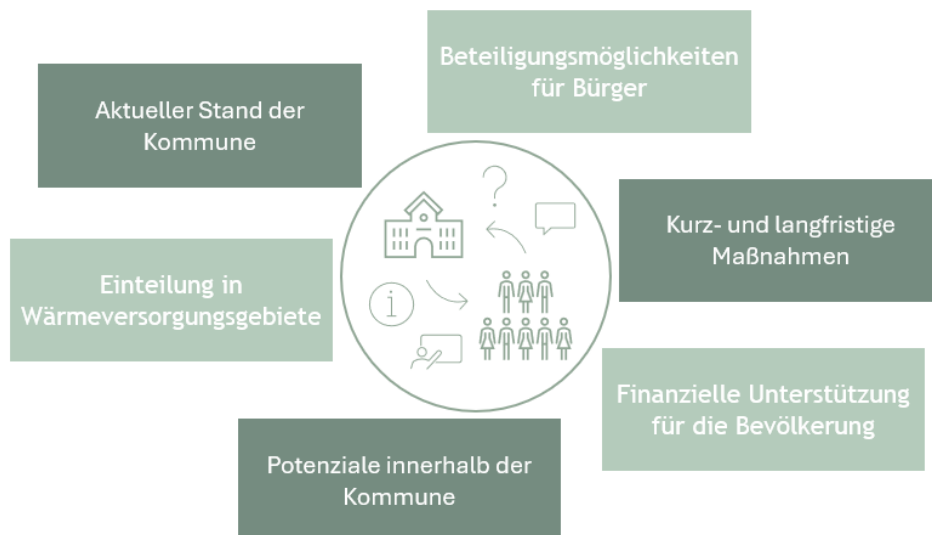 Beteiligungsmöglichkeiten
für Bürger
Aktueller Stand der
Kommune
?
Kurz- und langfristige
Maßnahmen
Einteilung in
Wärmeversorgungsgebiete
i
Finanzielle Unterstützung
für die Bevölkerung
Potenziale innerhalb der
Kommune